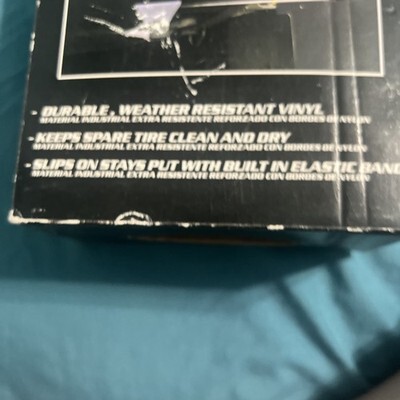 - DURABLE, WEATHER RESISTANT VINYL
MATERIAL INDUSTRIAL EXTRA RESISTENTE REFORZADO CON BORDES DE NYLON
- KEEPS SPARE TIRE CLEAN AND DRY
MATERIAL INDUSTRIAL EXTRA RESISTENTE REFORZADO CON BORDES DE NYLON
- SLIPS ON STAYS PUT WITH BUILT IN ELASTIC BAND
MATERIAL INDUSTRIAL EXTRA RESISTENTE REFORZADO CON BORDES DE NYLON